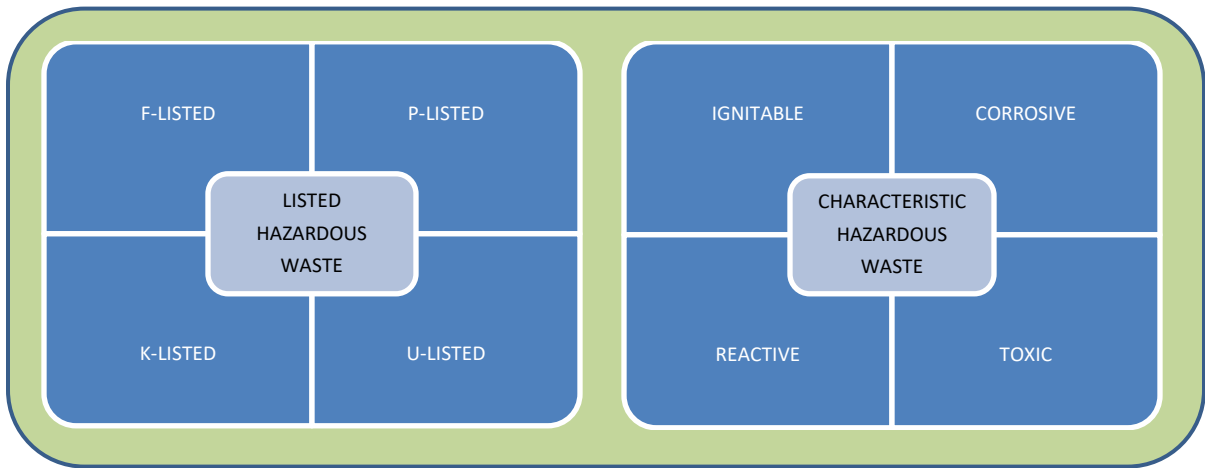 F-LISTED
P-LISTED
LISTED
HAZARDOUS
WASTE
K-LISTED
U-LISTED
IGNITABLE
CORROSIVE
CHARACTERISTIC
HAZARDOUS
WASTE
REACTIVE
TOXIC